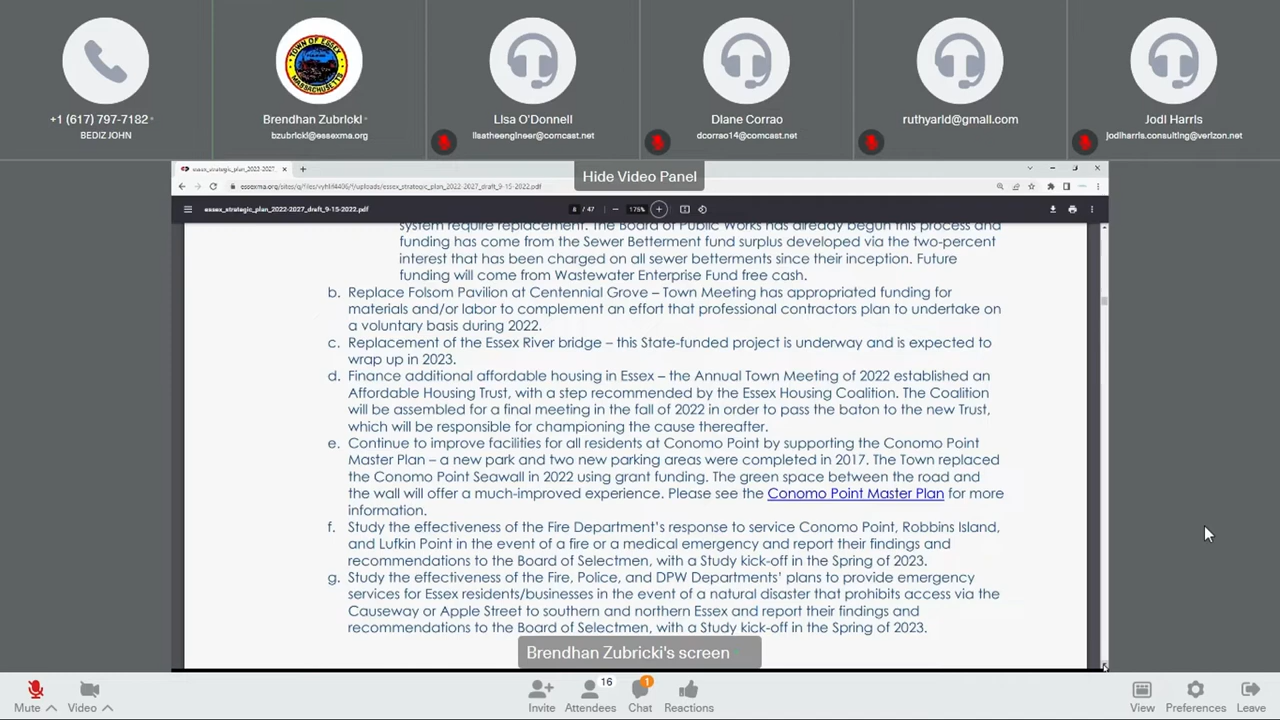 +1 (617) 797-7182
BEDIZ JOHN
TOWN OF ESSEX
MASSACHUSETTS
Brendhan Zubricki
bzubricki@essexma.org
Lisa O'Donnell
lisatheengineer@comcast.net
Diane Corrao
dcorrao14@comcast.net
ruthyarid@gmail.com
Jodi Harris
jodiharris.consulting@verizon.net
Hide Video Panel
essex_strategic_plan_2022-2027_
essex_strategic_plan_2022-2027_draft_9-15-2022.pdf
8 / 47
175%
system require replacement. The Board of Public Works has already begun this process and
funding has come from the Sewer Betterment fund surplus developed via the two-percent
interest that has been charged on all sewer betterments since their inception. Future
funding will come from Wastewater Enterprise Fund free cash.
b. Replace Folsom Pavilion at Centennial Grove – Town Meeting has appropriated funding for
materials and/or labor to complement an effort that professional contractors plan to undertake on
a voluntary basis during 2022.
c. Replacement of the Essex River bridge – this State-funded project is underway and is expected to
wrap up in 2023.
d. Finance additional affordable housing in Essex – the Annual Town Meeting of 2022 established an
Affordable Housing Trust, with a step recommended by the Essex Housing Coalition. The Coalition
will be assembled for a final meeting in the fall of 2022 in order to pass the baton to the new Trust,
which will be responsible for championing the cause thereafter.
e. Continue to improve facilities for all residents at Conomo Point by supporting the Conomo Point
Master Plan – a new park and two new parking areas were completed in 2017. The Town replaced
the Conomo Point Seawall in 2022 using grant funding. The green space between the road and
the wall will offer a much-improved experience. Please see the Conomo Point Master Plan for more
information.
f. Study the effectiveness of the Fire Department's response to service Conomo Point, Robbins Island,
and Lufkin Point in the event of a fire or a medical emergency and report their findings and
recommendations to the Board of Selectmen, with a Study kick-off in the Spring of 2023.
g. Study the effectiveness of the Fire, Police, and DPW Departments' plans to provide emergency
services for Essex residents/businesses in the event of a natural disaster that prohibits access via the
Causeway or Apple Street to southern and northern Essex and report their findings and
recommendations to the Board of Selectmen, with a Study kick-off in the Spring of 2023.
Brendhan Zubricki's screen
16
1
Mute
Video
Invite
Attendees
Chat
Reactions
View
Preferences
Leave